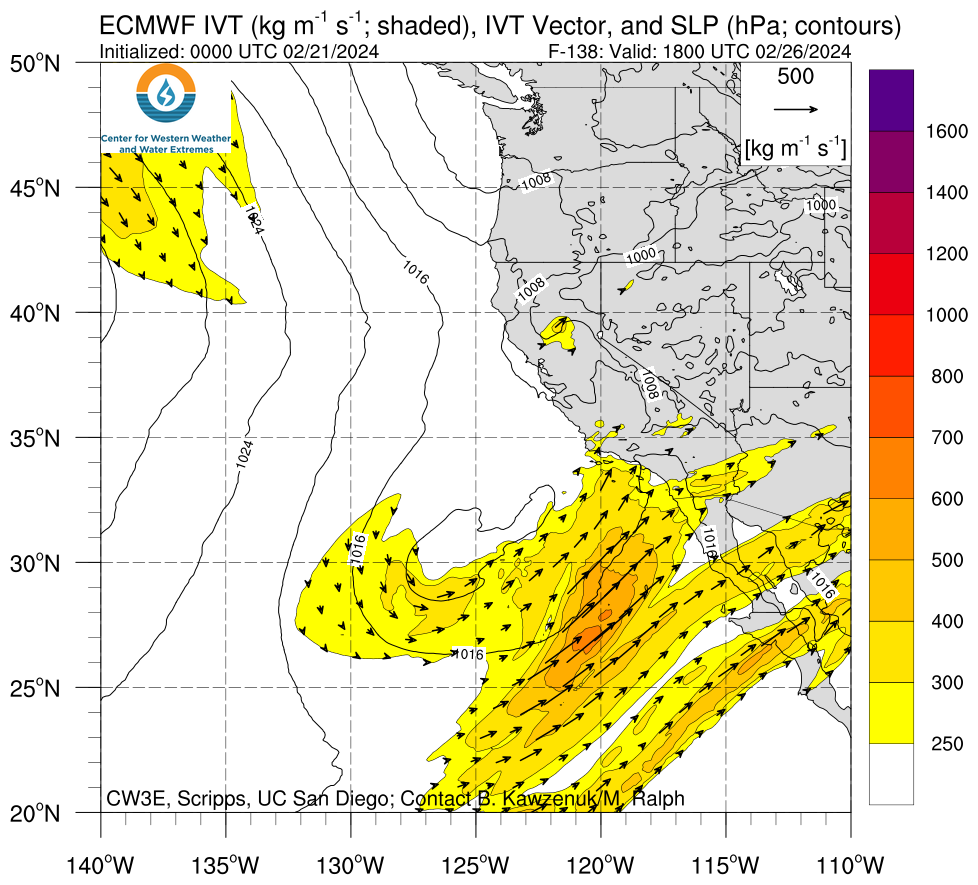 ECMWF IVT (kg m⁻¹ s⁻¹; shaded), IVT Vector, and SLP (hPa; contours)
Initialized: 0000 UTC 02/21/2024 F-138: Valid: 1800 UTC 02/26/2024
50°N
500
[kg m⁻¹ s⁻¹]
Center for Western Weather
and Water Extremes
1600
45°N
1008
1400
1000
1024
1200
1000
1016
1008
40°N
1000
800
1008
35°N
1024
700
600
1016
1016
30°N
500
1016
400
1016
25°N
300
250
CW3E, Scripps, UC San Diego; Contact B. Kawzenuk/M. Ralph
20°N
140°W 135°W 130°W 125°W 120°W 115°W 110°W